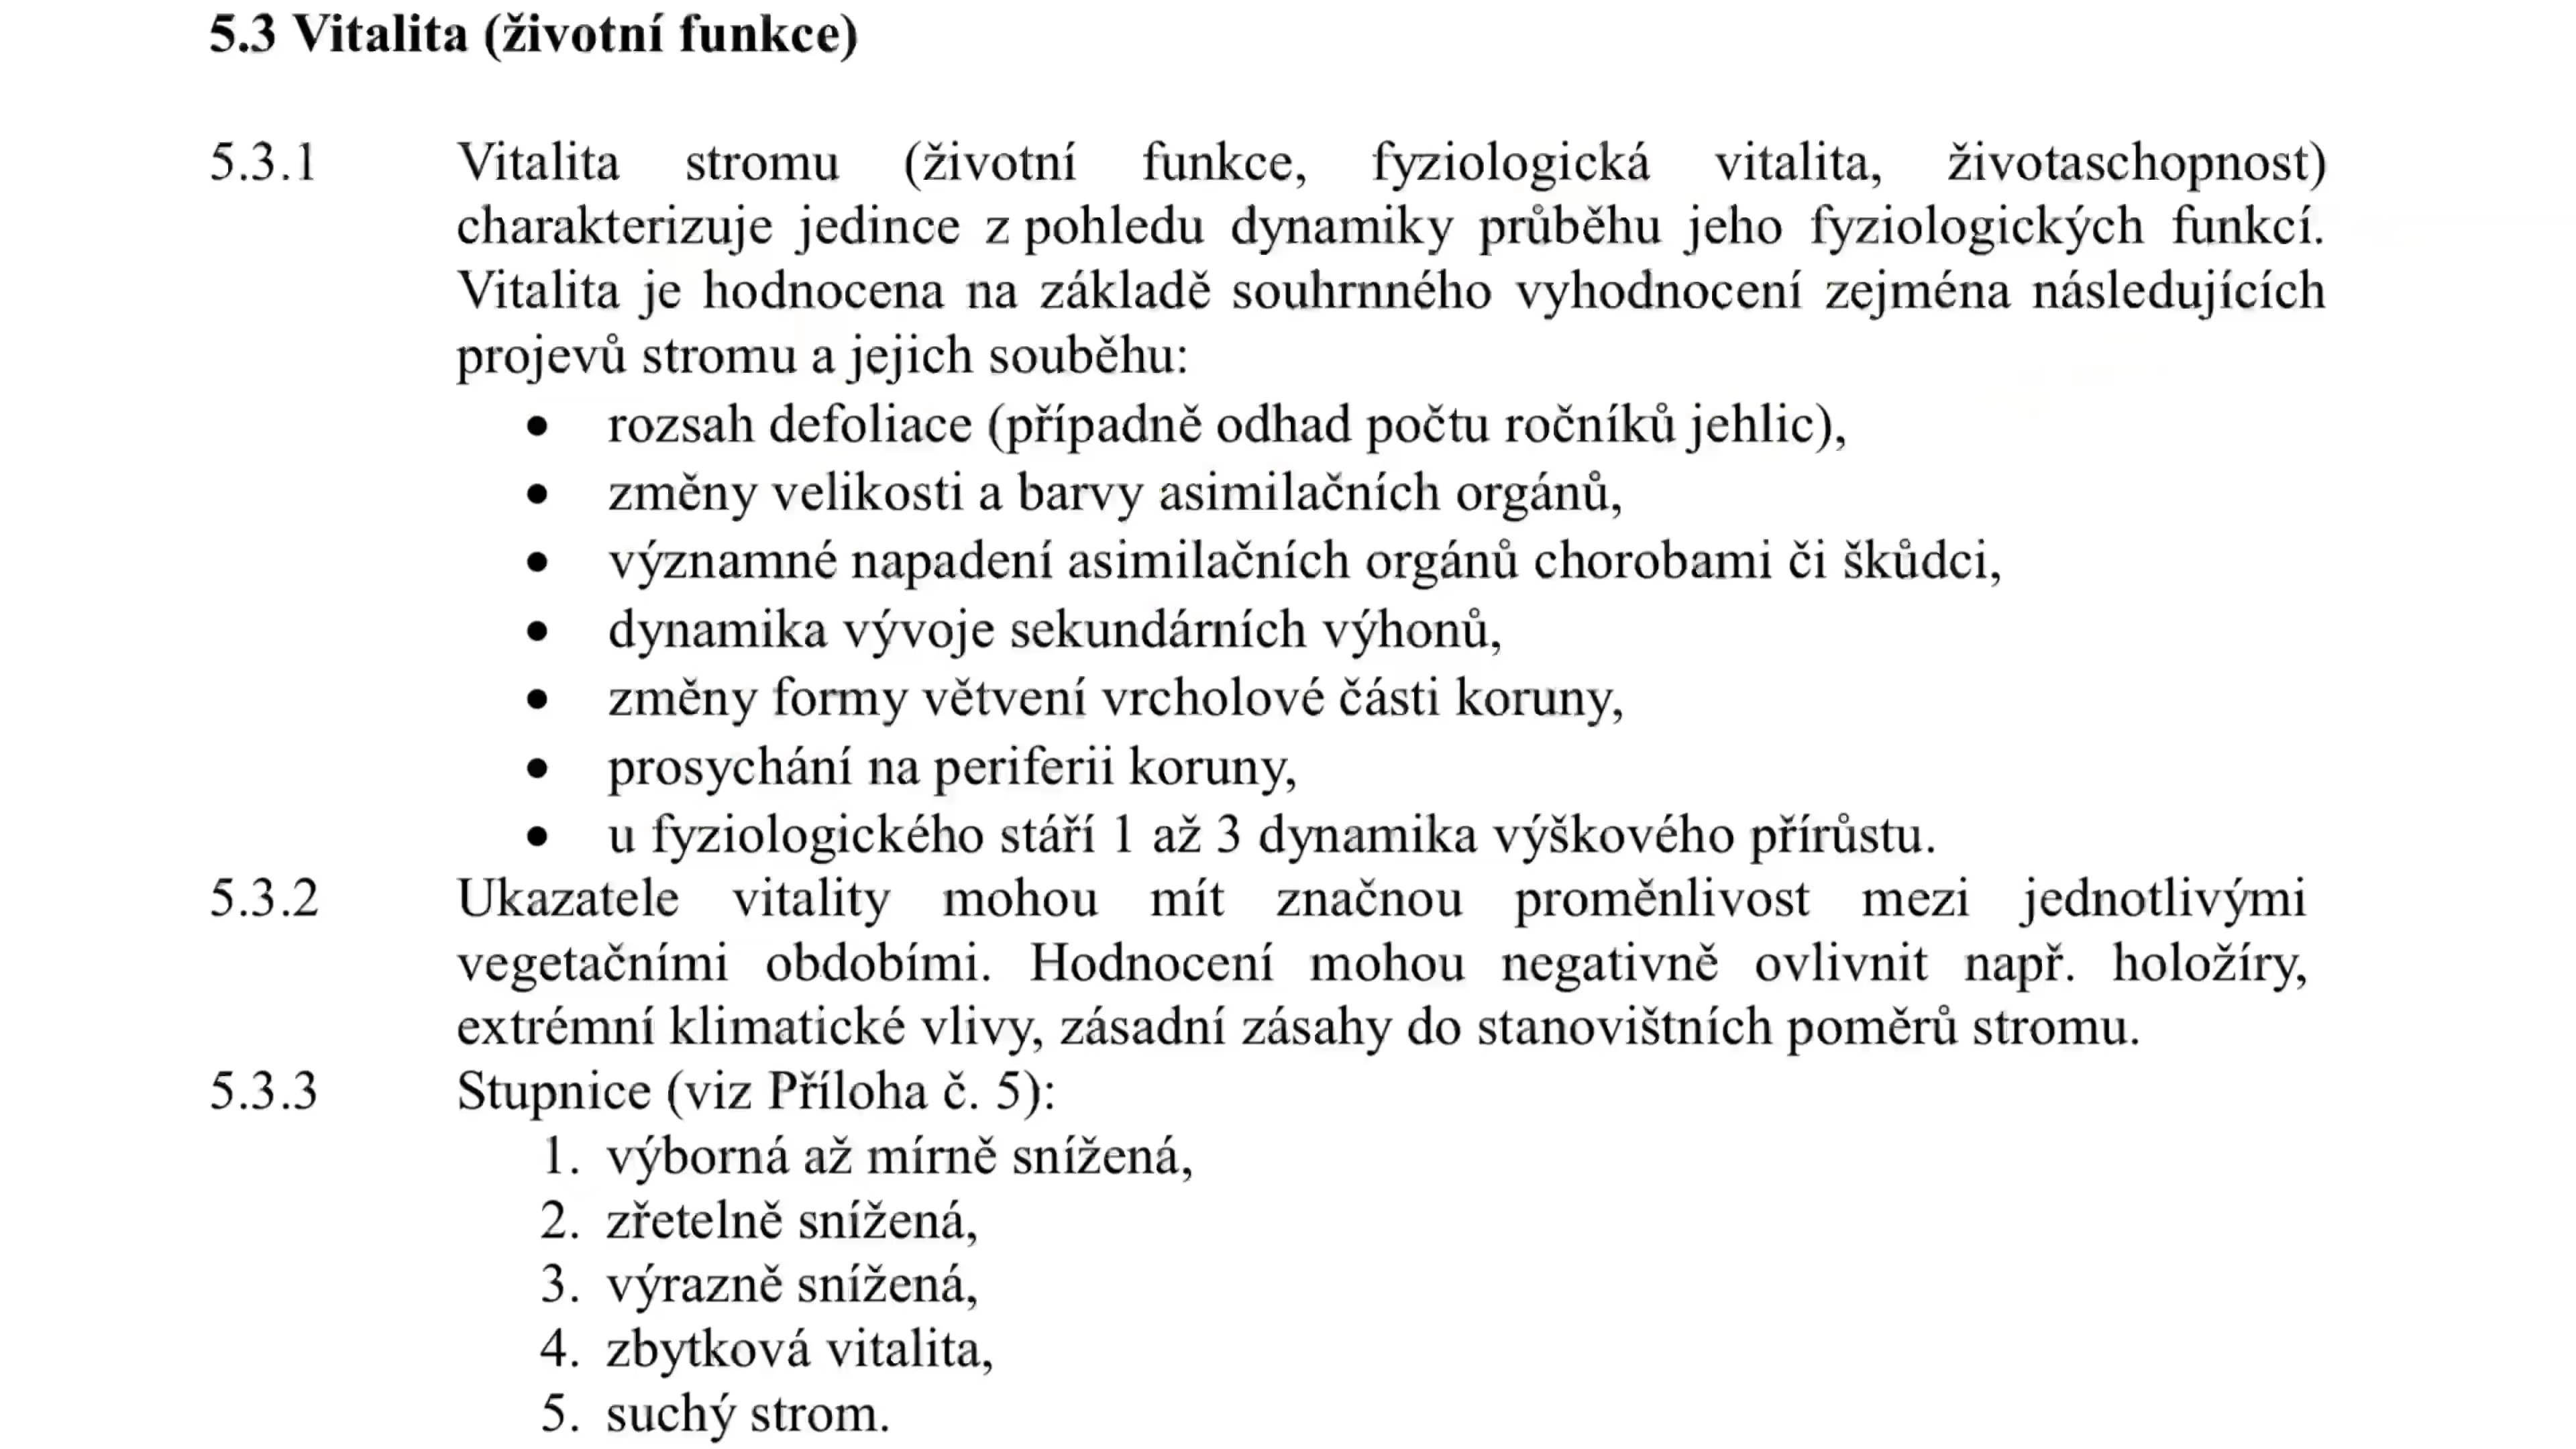 5.3 Vitalita (životní funkce)
5.3.1 Vitalita stromu (životní funkce, fyziologická vitalita, životaschopnost)
charakterizuje jedince z pohledu dynamiky průběhu jeho fyziologických funkcí.
Vitalita je hodnocena na základě souhrnného vyhodnocení zejména následujících
projevů stromu a jejich souběhu:
• rozsah defoliace (případně odhad počtu ročníků jehlic),
• změny velikosti a barvy asimilačních orgánů,
• významné napadení asimilačních orgánů chorobami či škůdci,
• dynamika vývoje sekundárních výhonů,
• změny formy větvení vrcholové části koruny,
• prosychání na periferii koruny,
• u fyziologického stáří 1 až 3 dynamika výškového přírůstu.
5.3.2 Ukazatele vitality mohou mít značnou proměnlivost mezi jednotlivými
vegetačními obdobími. Hodnocení mohou negativně ovlivnit např. holožíry,
extrémní klimatické vlivy, zásadní zásahy do stanovištních poměrů stromu.
5.3.3 Stupnice (viz Příloha č. 5):
1. výborná až mírně snížená,
2. zřetelně snížená,
3. výrazně snížená,
4. zbytková vitalita,
5. suchý strom.